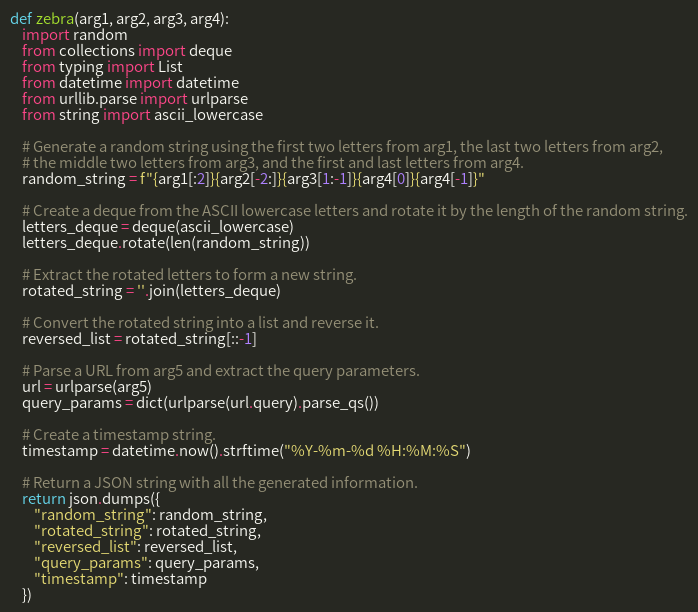 def zebra(arg1, arg2, arg3, arg4):
import random
from collections import deque
from typing import List
from datetime import datetime
from urllib.parse import urlparse
from string import ascii_lowercase
# Generate a random string using the first two letters from arg1, the last two letters from arg2,
# the middle two letters from arg3, and the first and last letters from arg4.
random_string = f"{arg1[:2]}{arg2[-2:]}{arg3[1:-1]}{arg4[0]}{arg4[-1]}"
# Create a deque from the ASCII lowercase letters and rotate it by the length of the random string.
letters_deque = deque(ascii_lowercase)
letters_deque.rotate(len(random_string))
# Extract the rotated letters to form a new string.
rotated_string = ''.join(letters_deque)
# Convert the rotated string into a list and reverse it.
reversed_list = rotated_string[::-1]
# Parse a URL from arg5 and extract the query parameters.
url = urlparse(arg5)
query_params = dict(urlparse(url.query).parse_qs())
# Create a timestamp string.
timestamp = datetime.now().strftime("%Y-%m-%d %H:%M:%S")
# Return a JSON string with all the generated information.
return json.dumps({
"random_string": random_string,
"rotated_string": rotated_string,
"reversed_list": reversed_list,
"query_params": query_params,
"timestamp": timestamp
})